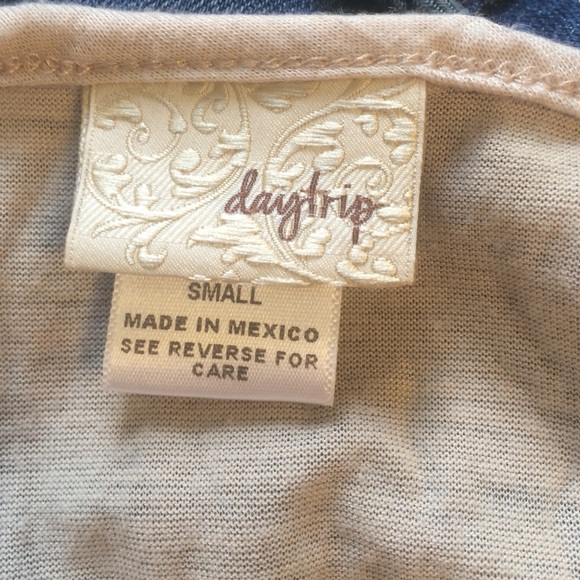 daytrip
SMALL
MADE IN MEXICO
SEE REVERSE FOR
CARE